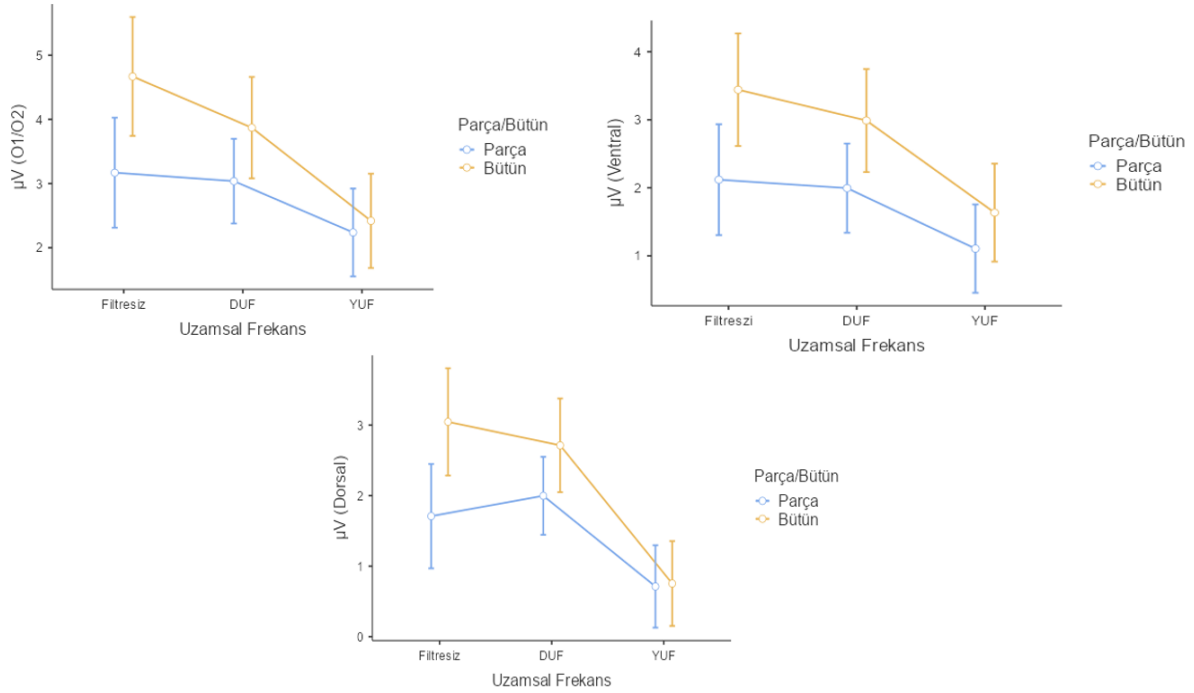 5
4
3
2
µV (O1/O2)
Filtresiz DUF YUF
Uzamsal Frekans
Parça/Bütün
Parça
Bütün
4
3
2
1
µV (Ventral)
Filtreszi DUF YUF
Uzamsal Frekans
Parça/Bütün
Parça
Bütün
3
2
1
0
µV (Dorsal)
Filtresiz DUF YUF
Uzamsal Frekans
Parça/Bütün
Parça
Bütün